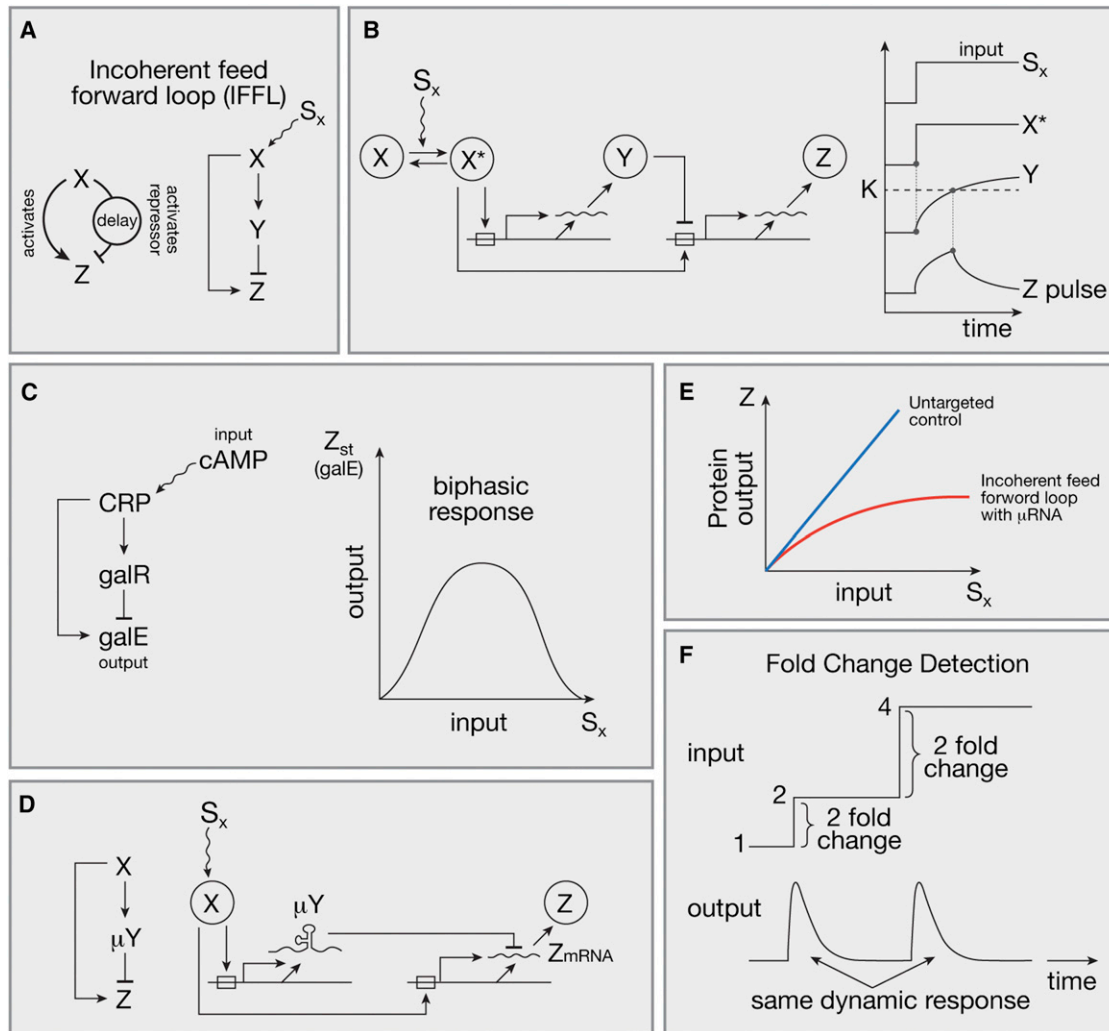 A
Incoherent feed
forward loop (IFFL)
Sx
X
activates
delay
activates
repressor
Z
X
Y
Z
B
Sx
X
X*
Y
Z
input
Sx
X*
Y
K
Z pulse
time
C
input
cAMP
CRP
galR
galE
output
Zst
(galE)
biphasic
response
output
input
Sx
D
X
μY
Z
Sx
X
μY
Z
ZmRNA
E
Z
Protein
output
Untargeted
control
Incoherent feed
forword loop
with μRNA
input
Sx
F
Fold Change Detection
input
4
2 fold
change
2
2 fold
change
1
output
time
same dynamic response